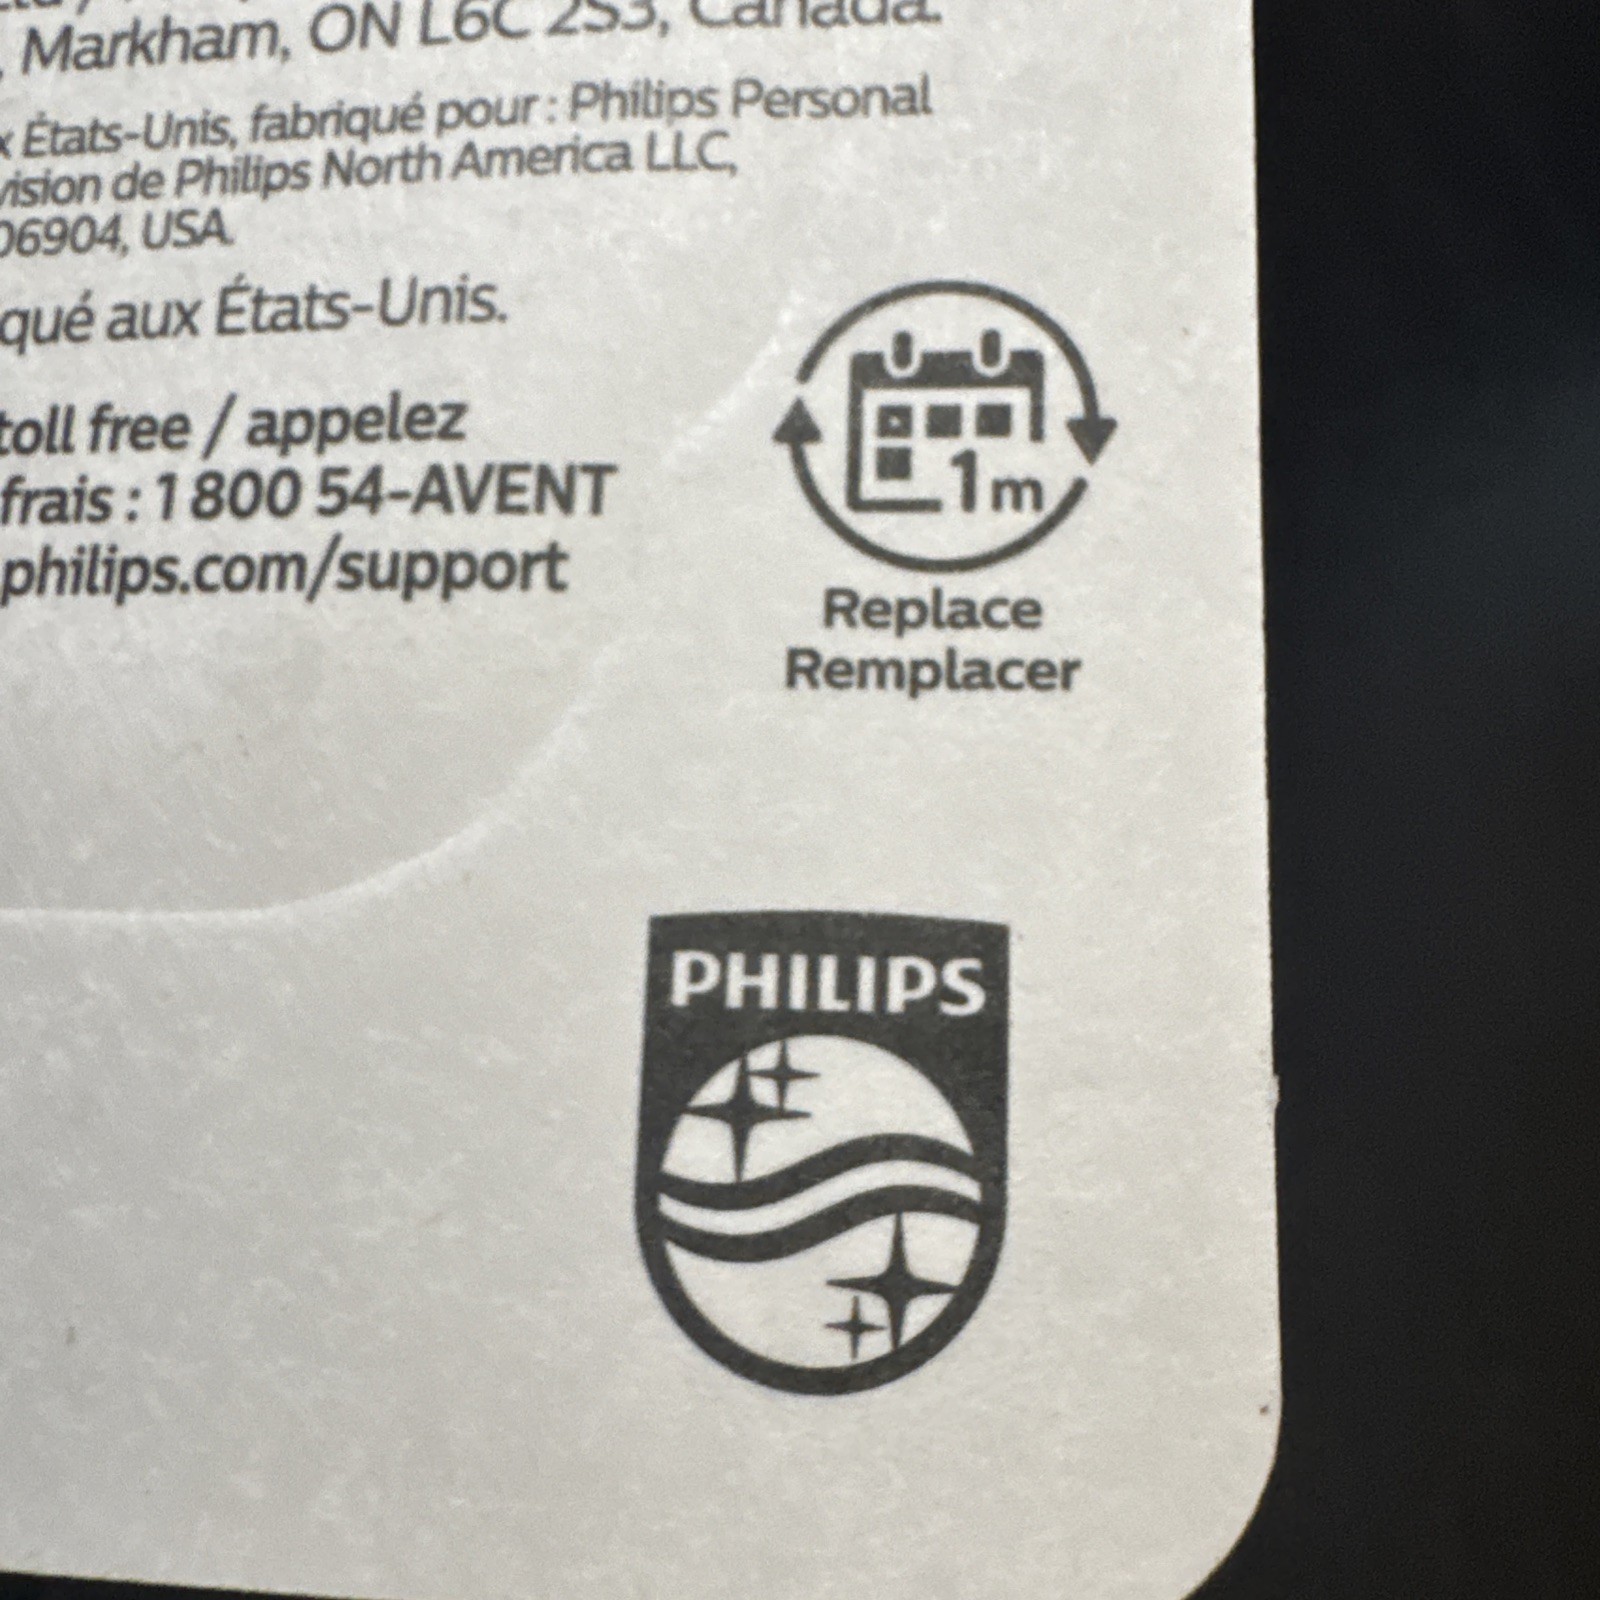 Markham, ON L6C 2S3, Canada.
États-Unis, fabriqué pour : Philips Personal
vision de Philips North America LLC,
06904, USA.
qué aux États-Unis.
toll free / appelez
frais : 1 800 54-AVENT
philips.com/support
1m
Replace
Remplacer
PHILIPS